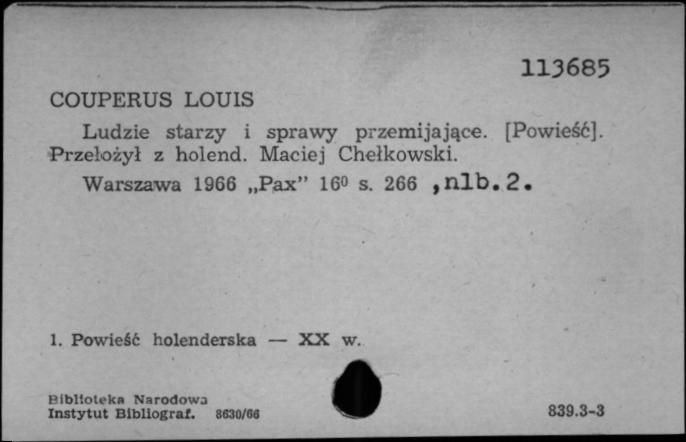 113685
COUPERUS LOUIS
Ludzie starzy i sprawy przemijające. [Powieść].
Przełożył z holend. Maciej Chełkowski.
Warszawa 1966 „Pax” 16⁰ s. 266 ,nlb.2.
1. Powieść holenderska — XX w.
Biblioteka Narodowa
Instytut Bibliograf. 8630/66
839.3-3